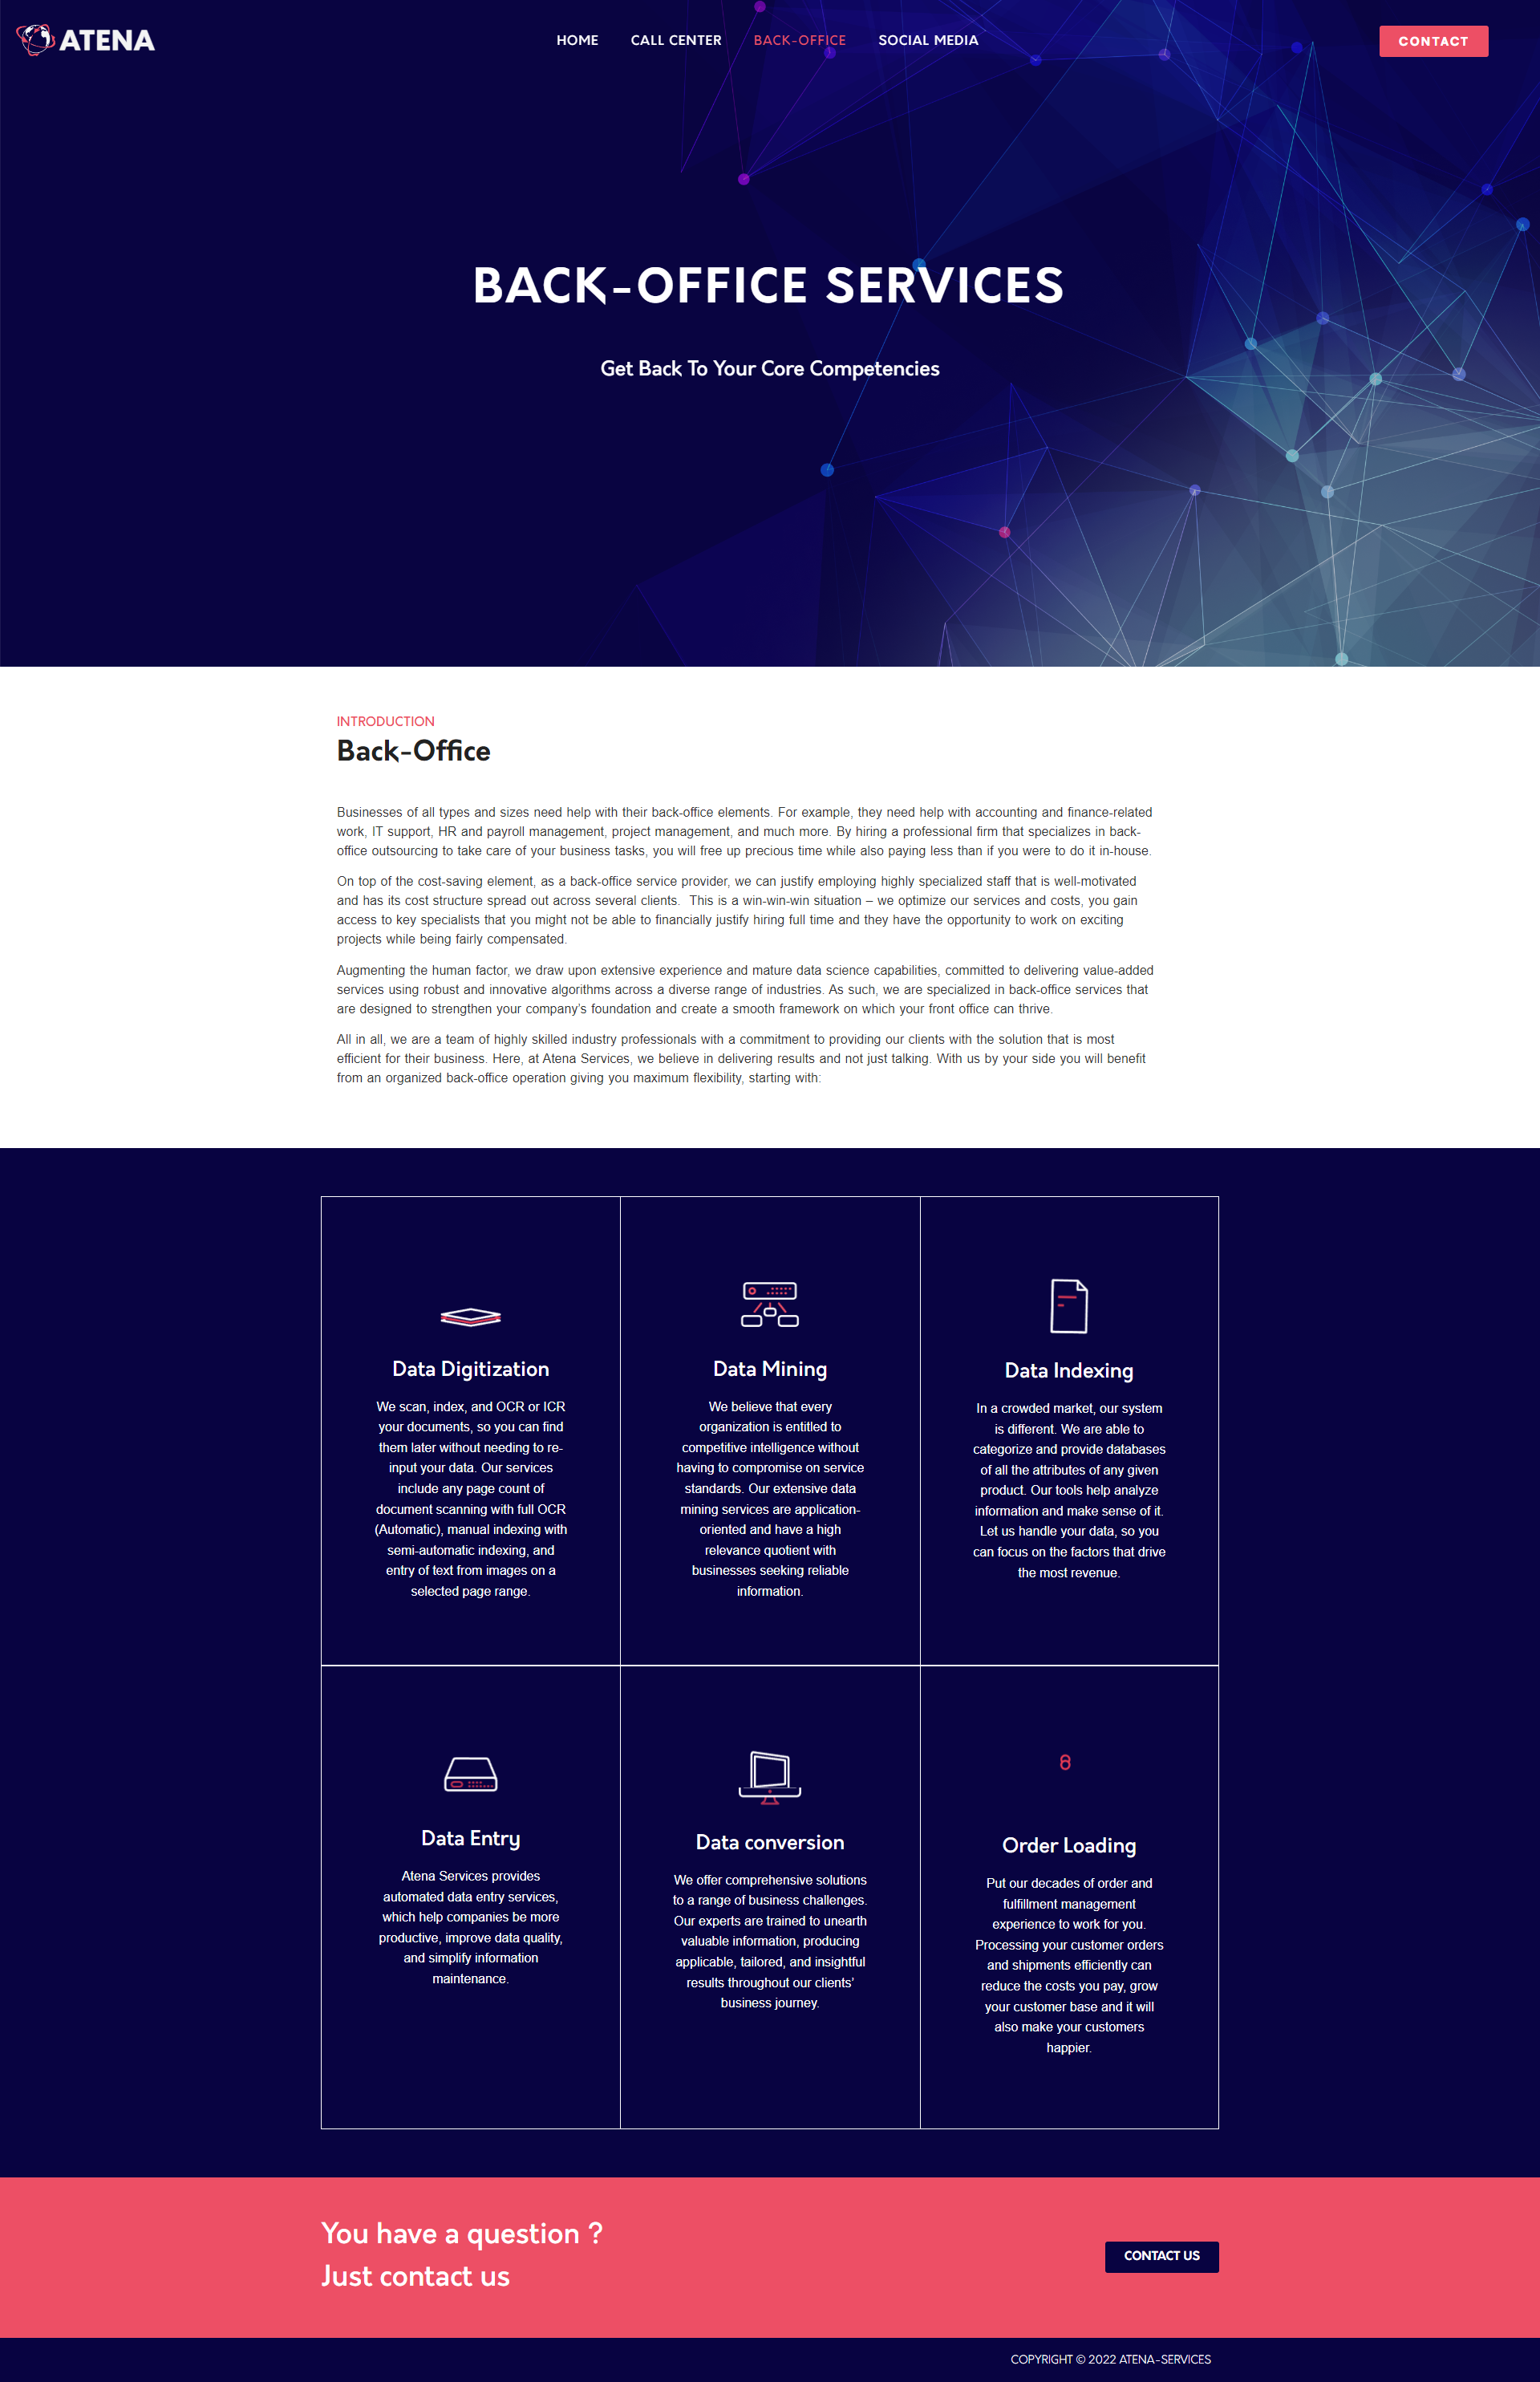 ATENA
HOME
CALL CENTER
BACK-OFFICE
SOCIAL MEDIA
CONTACT
BACK-OFFICE SERVICES
Get Back To Your Core Competencies
INTRODUCTION
Back-Office
Businesses of all types and sizes need help with their back-office elements. For example, they need help with accounting and finance-related
work, IT support, HR and payroll management, project management, and much more. By hiring a professional firm that specializes in back-
office outsourcing to take care of your business tasks, you will free up precious time while also paying less than if you were to do it in-house.
On top of the cost-saving element, as a back-office service provider, we can justify employing highly specialized staff that is well-motivated
and has its cost structure spread out across several clients.  This is a win-win-win situation – we optimize our services and costs, you gain
access to key specialists that you might not be able to financially justify hiring full time and they have the opportunity to work on exciting
projects while being fairly compensated.
Augmenting the human factor, we draw upon extensive experience and mature data science capabilities, committed to delivering value-added
services using robust and innovative algorithms across a diverse range of industries. As such, we are specialized in back-office services that
are designed to strengthen your company’s foundation and create a smooth framework on which your front office can thrive.
All in all, we are a team of highly skilled industry professionals with a commitment to providing our clients with the solution that is most
efficient for their business. Here, at Atena Services, we believe in delivering results and not just talking. With us by your side you will benefit
from an organized back-office operation giving you maximum flexibility, starting with:
Data Digitization
We scan, index, and OCR or ICR
your documents, so you can find
them later without needing to re-
input your data. Our services
include any page count of
document scanning with full OCR
(Automatic), manual indexing with
semi-automatic indexing, and
entry of text from images on a
selected page range.
Data Mining
We believe that every
organization is entitled to
competitive intelligence without
having to compromise on service
standards. Our extensive data
mining services are application-
oriented and have a high
relevance quotient with
businesses seeking reliable
information.
Data Indexing
In a crowded market, our system
is different. We are able to
categorize and provide databases
of all the attributes of any given
product. Our tools help analyze
information and make sense of it.
Let us handle your data, so you
can focus on the factors that drive
the most revenue.
Data Entry
Atena Services provides
automated data entry services,
which help companies be more
productive, improve data quality,
and simplify information
maintenance.
Data conversion
We offer comprehensive solutions
to a range of business challenges.
Our experts are trained to unearth
valuable information, producing
applicable, tailored, and insightful
results throughout our clients’
business journey.
Order Loading
Put our decades of order and
fulfillment management
experience to work for you.
Processing your customer orders
and shipments efficiently can
reduce the costs you pay, grow
your customer base and it will
also make your customers
happier.
You have a question ?
Just contact us
CONTACT US
COPYRIGHT © 2022 ATENA-SERVICES